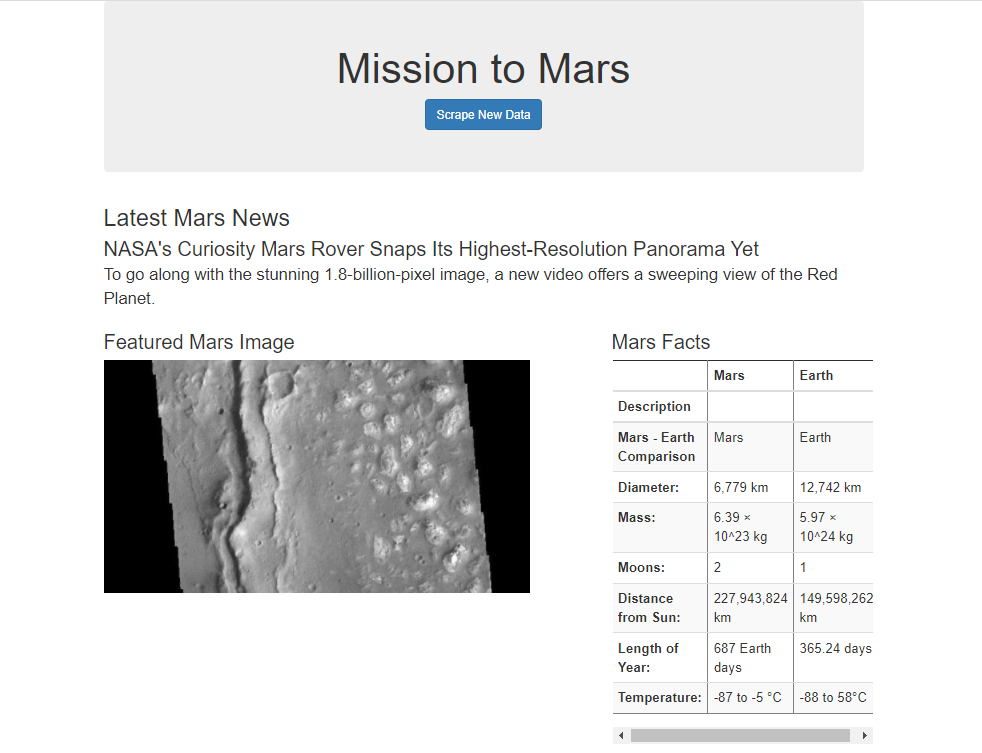 Mission to Mars
Scrape New Data
Latest Mars News
NASA's Curiosity Mars Rover Snaps Its Highest-Resolution Panorama Yet
To go along with the stunning 1.8-billion-pixel image, a new video offers a sweeping view of the Red
Planet.
Featured Mars Image
Mars Facts
Mars Earth
Description
Mars - Earth Comparison Mars Earth
Diameter: 6,779 km 12,742 km
Mass: 6.39 × 10^23 kg 5.97 × 10^24 kg
Moons: 2 1
Distance from Sun: 227,943,824 km 149,598,262 km
Length of Year: 687 Earth days 365.24 days
Temperature: -87 to -5 °C -88 to 58°C